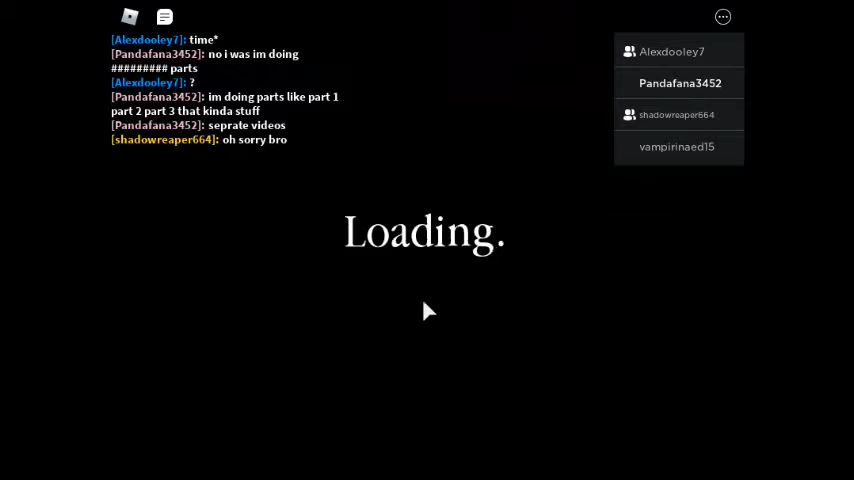 [Alexdooley7]: time*
[Pandafana3452]: no i was im doing
######### parts
[Alexdooley7]: ?
[Pandafana3452]: im doing parts like part 1
part 2 part 3 that kinda stuff
[Pandafana3452]: seprate videos
[shadowreaper664]: oh sorry bro
Alexdooley7
Pandafana3452
shadowreaper664
vampirinaed15
Loading.